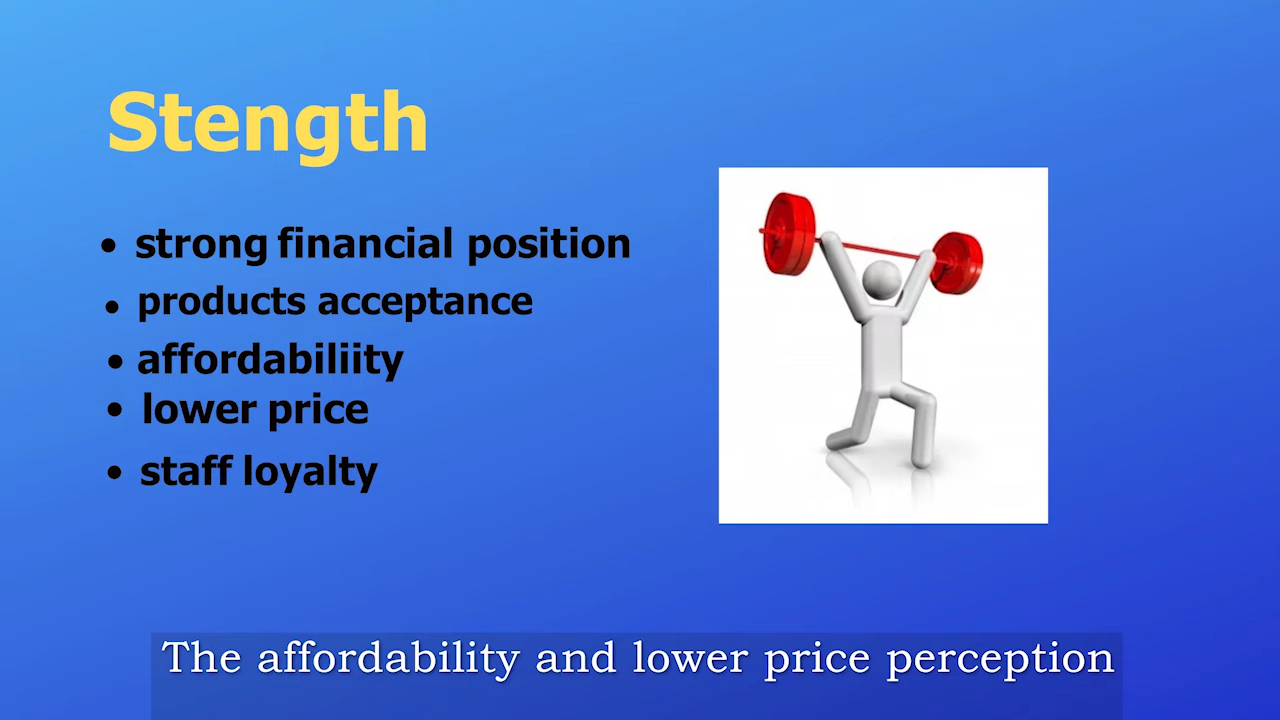 Stength
• strong financial position
• products acceptance
• affordabiliity
• lower price
• staff loyalty
The affordability and lower price perception